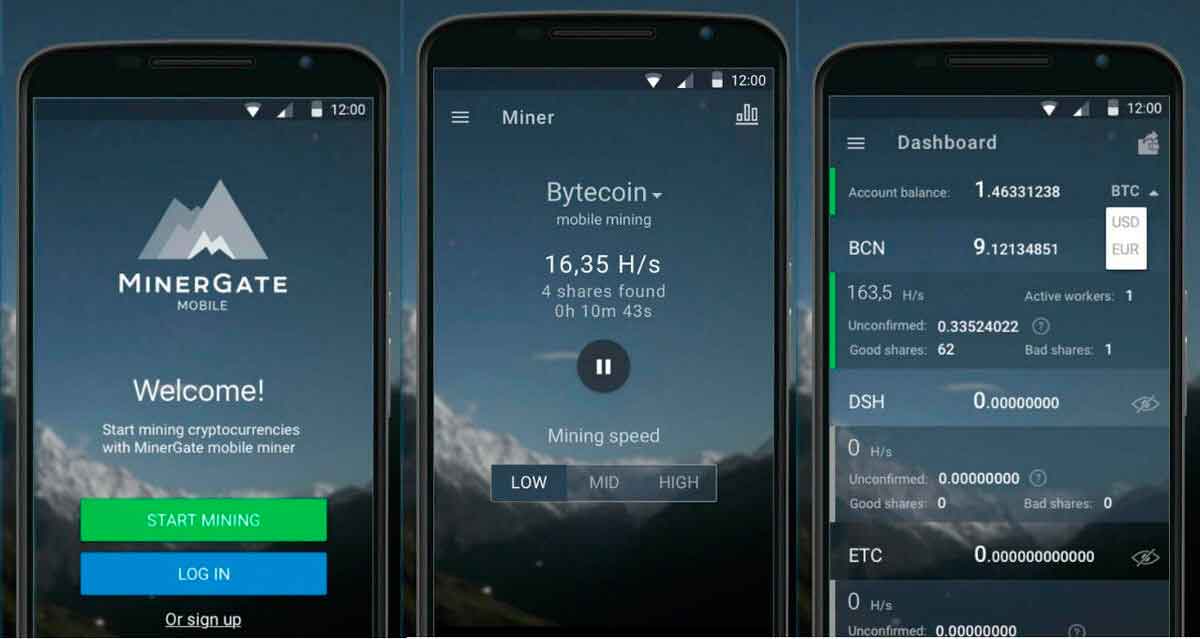 12:00
MINERGATE
MOBILE
Welcome!
Start mining cryptocurrencies
with MinerGate mobile miner
START MINING
LOG IN
Or sign up
12:00
Miner
Bytecoin
mobile mining
16,35 H/s
4 shares found
0h 10m 43s
Mining speed
LOW MID HIGH
12:00
Dashboard
Account balance: 1.46331238 BTC
USD
BCN 9.12134851
EUR
163,5 H/s Active workers: 1
Unconfirmed: 0.33524022 ?
Good shares: 62 Bad shares: 1
DSH 0.00000000
0 H/s
Unconfirmed: 0.00000000 ?
Good shares: 0 Bad shares: 0
ETC 0.000000000000
0 H/s
Unconfirmed: 0.00000000 ?